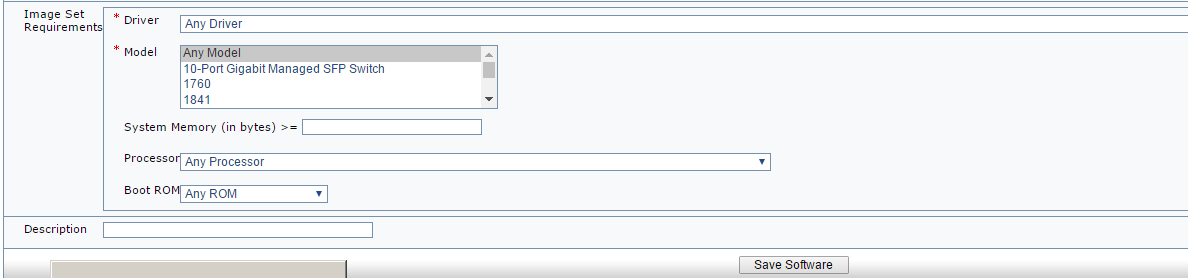 Image Set
Requirements
* Driver
Any Driver
* Model
Any Model
10-Port Gigabit Managed SFP Switch
1760
1841
System Memory (in bytes) >=
Processor
Any Processor
Boot ROM
Any ROM
Description
Save Software